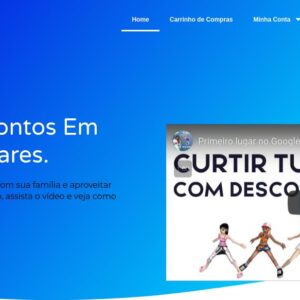 Home
Carrinho de Compras
Minha Conta
ontos Em
ares.
om sua família e aproveitar
o, assista o vídeo e veja como
Primeiro lugar no Google
CURTIR TU
COM DESCO